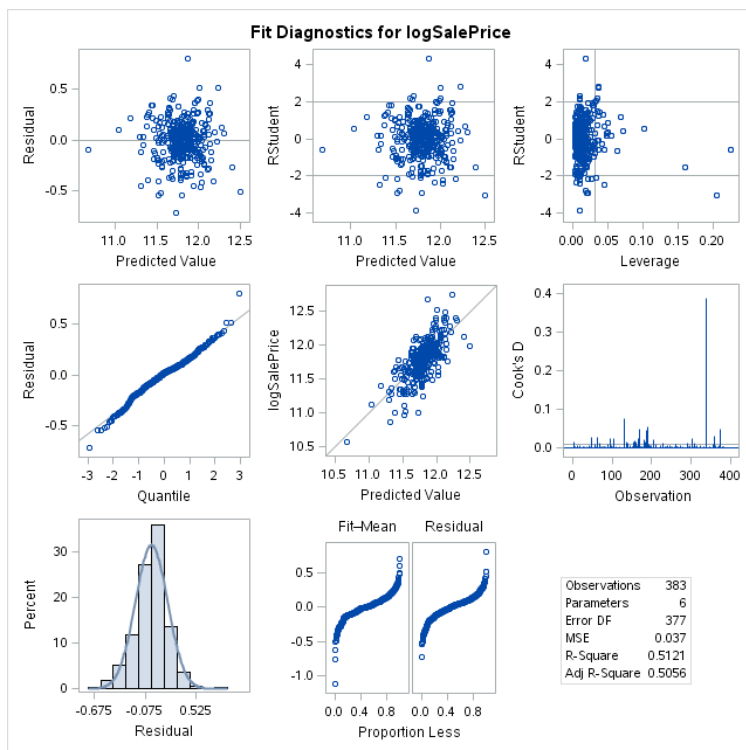 Fit Diagnostics for logSalePrice
Residual
0.5
0.0
-0.5
11.0 11.5 12.0 12.5
Predicted Value
RStudent
4
2
0
-2
-4
11.0 11.5 12.0 12.5
Predicted Value
RStudent
4
2
0
-2
-4
0.00 0.05 0.10 0.15 0.20
Leverage
Residual
0.5
0.0
-0.5
-3 -2 -1 0 1 2 3
Quantile
logSalePrice
12.5
12.0
11.5
11.0
10.5
10.5 11.0 11.5 12.0 12.5
Predicted Value
Cook's D
0.4
0.3
0.2
0.1
0.0
0 100 200 300 400
Observation
Percent
30
20
10
0
-0.675 -0.075 0.525
Residual
Fit–Mean Residual
0.5
0.0
-0.5
-1.0
0.0 0.4 0.8 0.0 0.4 0.8
Proportion Less
Observations 383
Parameters 6
Error DF 377
MSE 0.037
R-Square 0.5121
Adj R-Square 0.5056